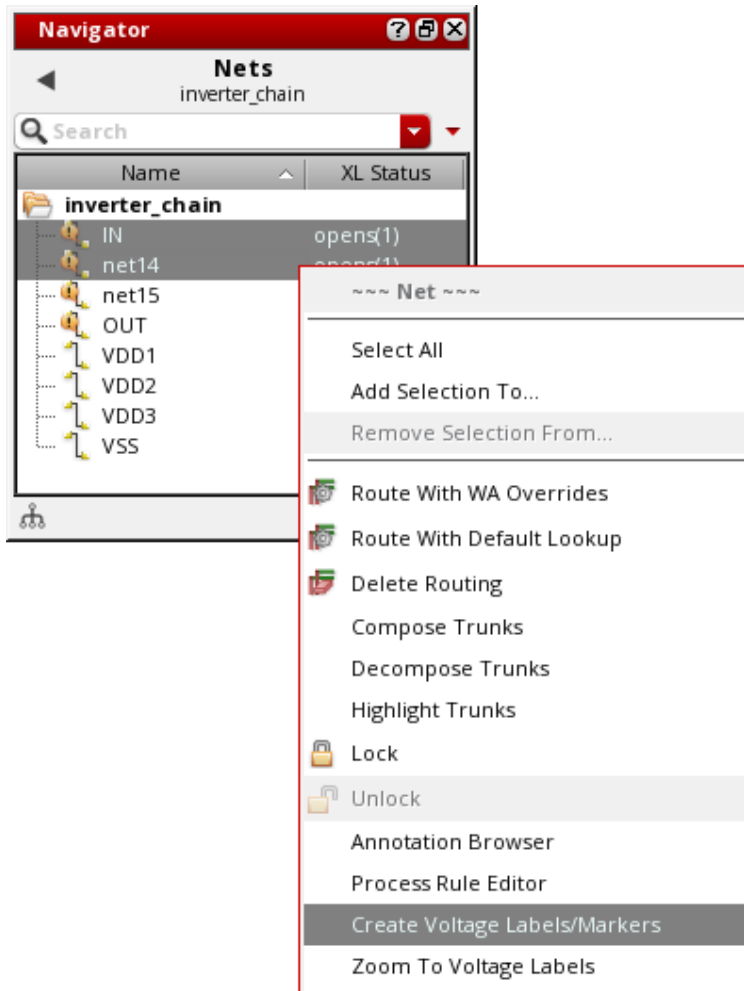 Navigator
Nets
inverter_chain
Search
Name XL Status
inverter_chain
IN opens(1)
net14 opens(1)
net15
OUT
VDD1
VDD2
VDD3
VSS
~~~ Net ~~~
Select All
Add Selection To...
Remove Selection From...
Route With WA Overrides
Route With Default Lookup
Delete Routing
Compose Trunks
Decompose Trunks
Highlight Trunks
Lock
Unlock
Annotation Browser
Process Rule Editor
Create Voltage Labels/Markers
Zoom To Voltage Labels